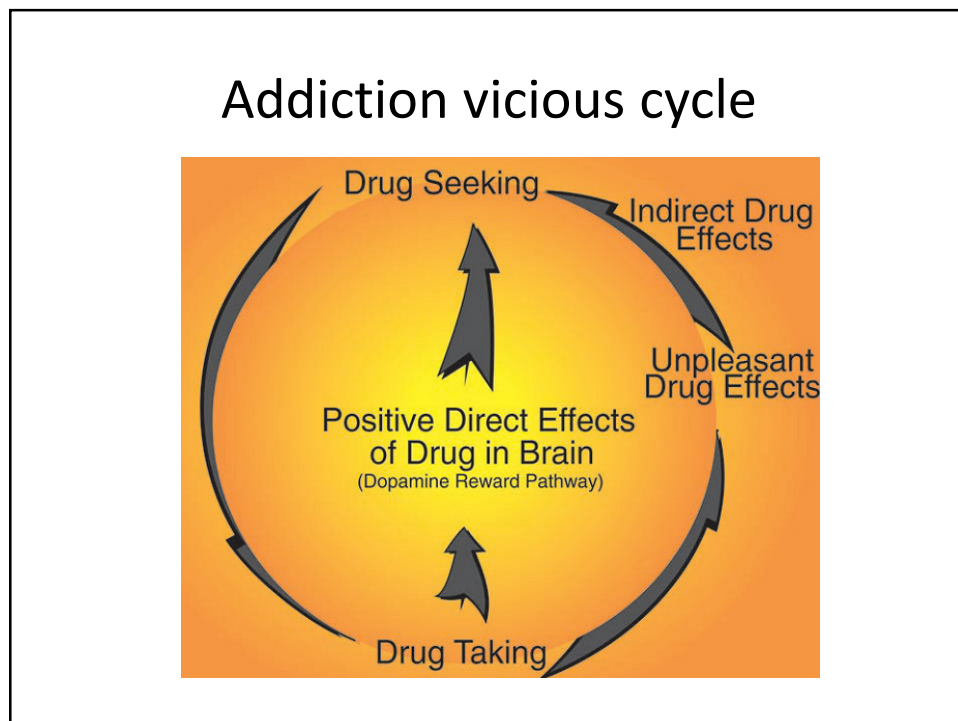 Addiction vicious cycle
Drug Seeking
Indirect Drug
Effects
Unpleasant
Drug Effects
Positive Direct Effects
of Drug in Brain
(Dopamine Reward Pathway)
Drug Taking